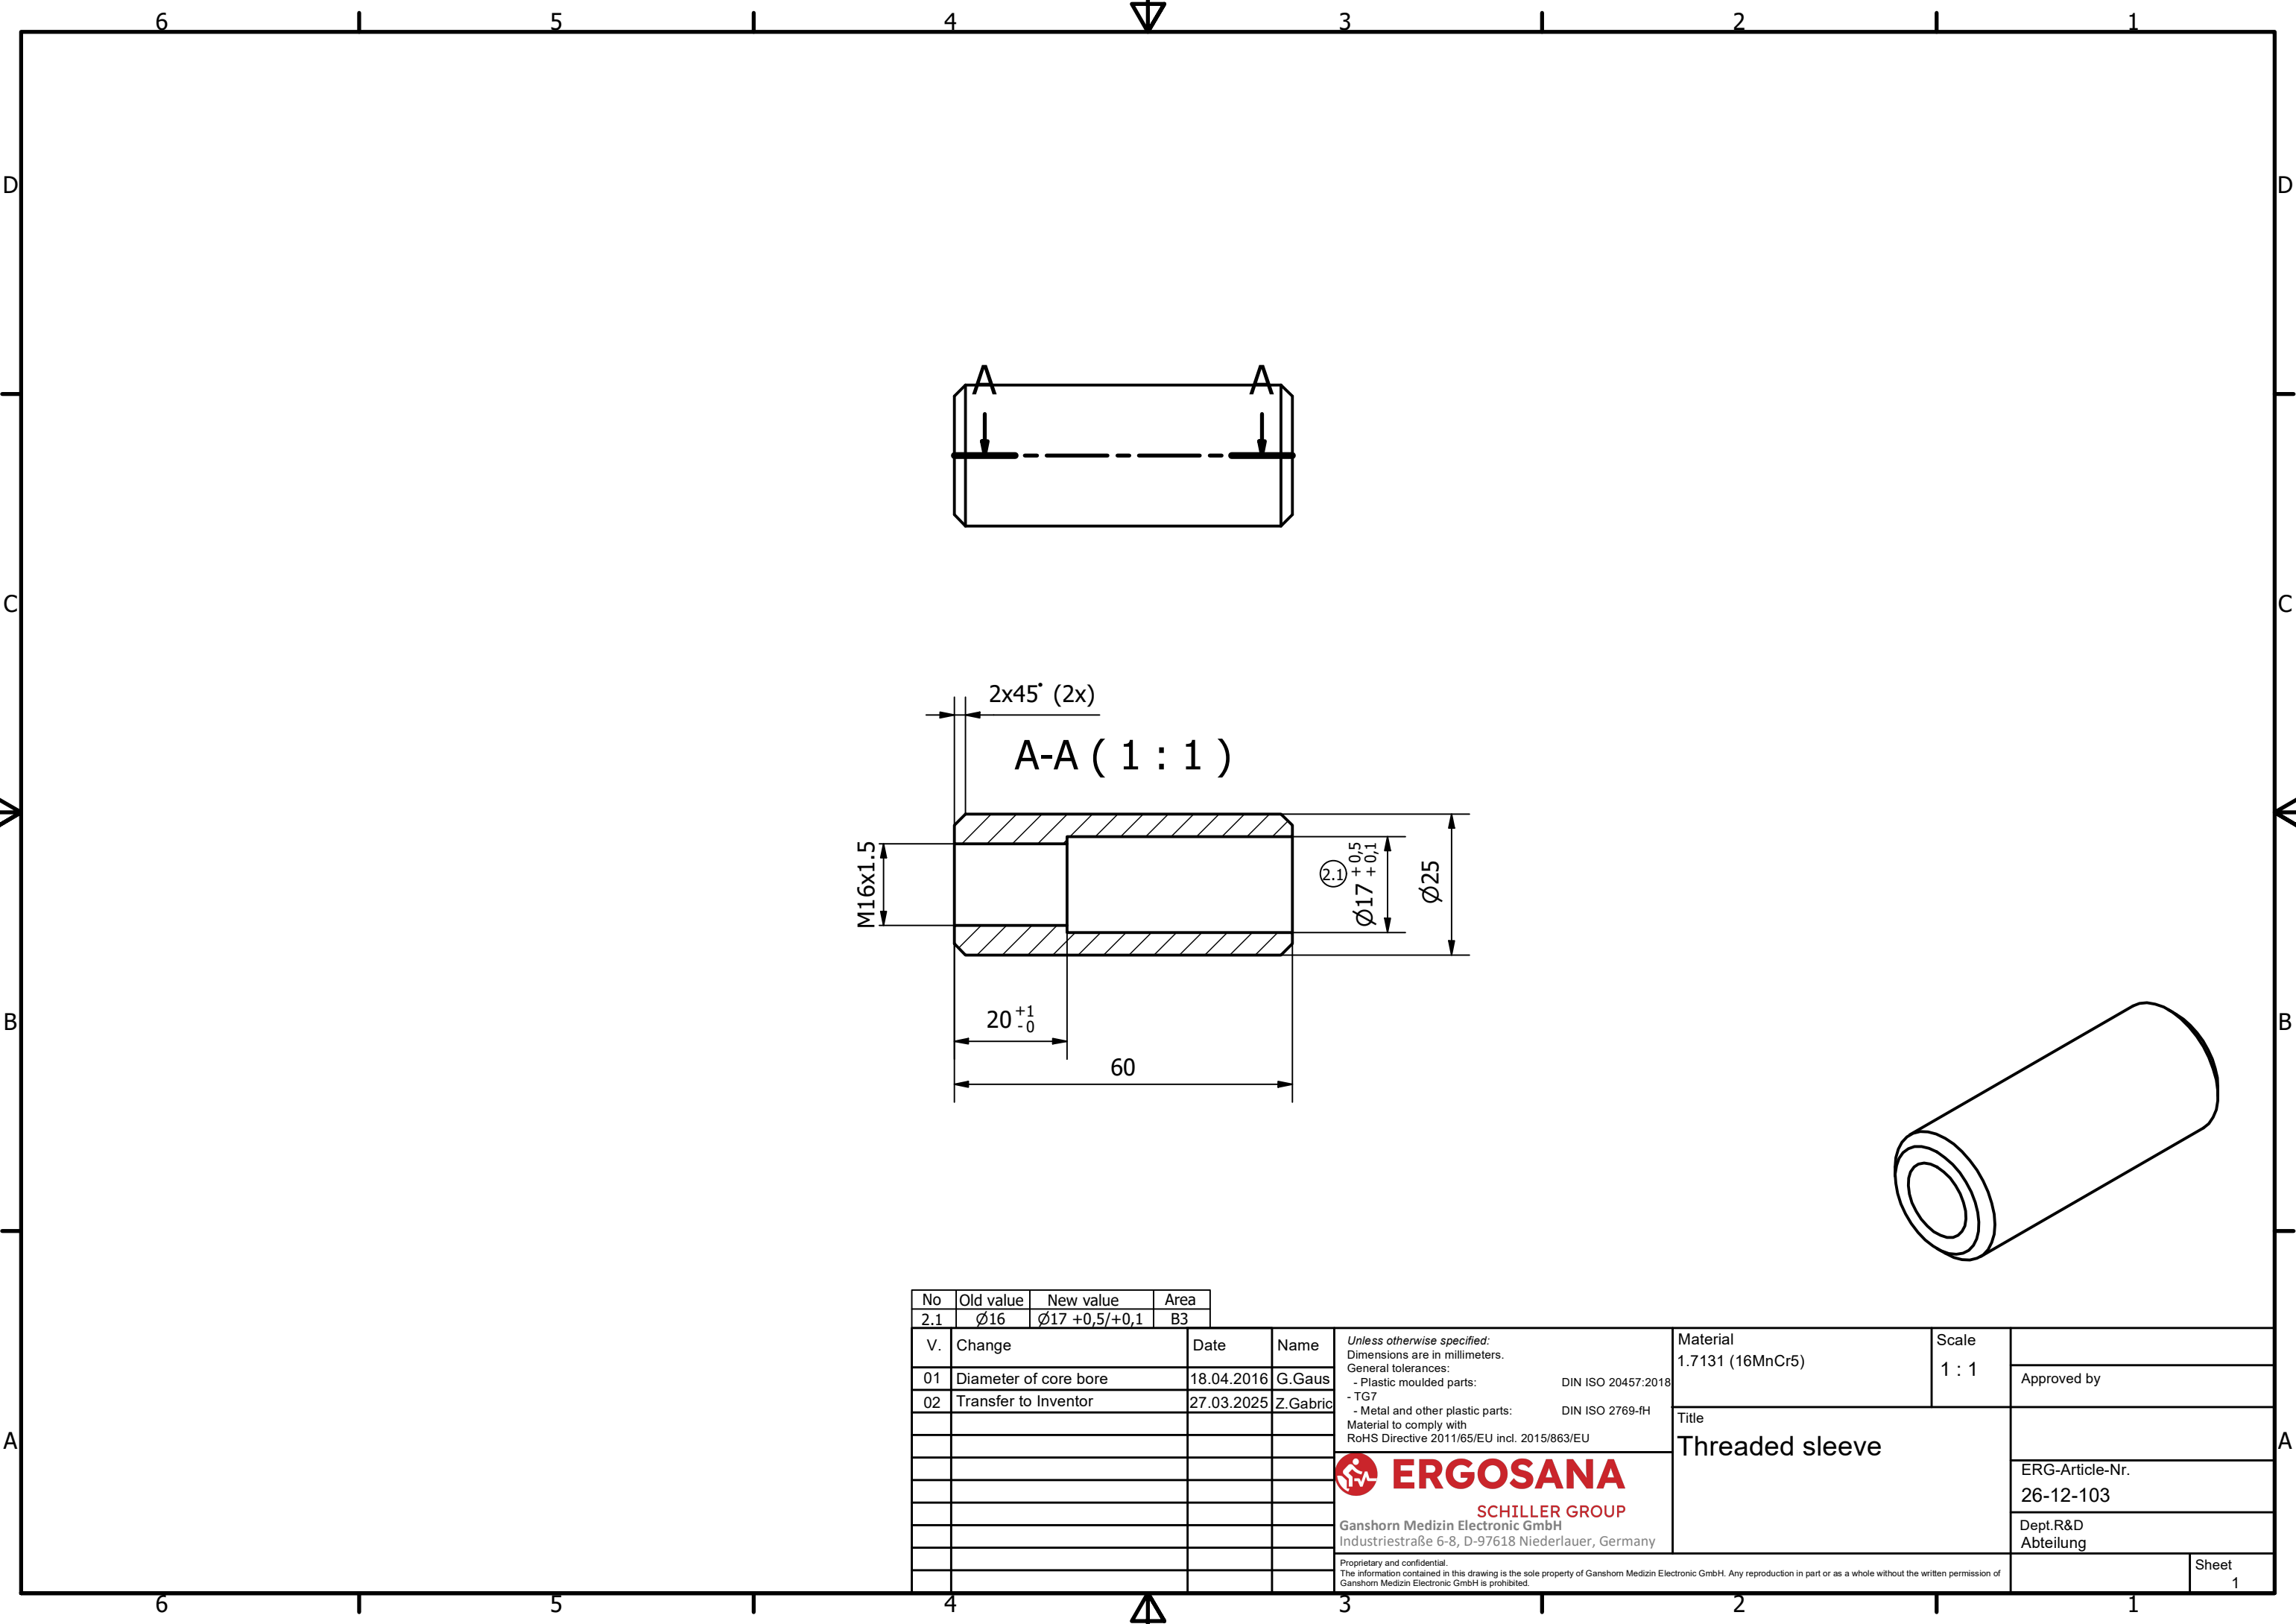 6 5 4 3 2 1
D D
A A
C C
2x45° (2x)
A-A ( 1 : 1 )
M16x1.5
2.1
Ø17 +0,5 +0,1
Ø25
20 +1 -0
60
B B
No Old value New value Area
2.1 Ø16 Ø17 +0,5/+0,1 B3
V. Change Date Name
01 Diameter of core bore 18.04.2016 G.Gaus
02 Transfer to Inventor 27.03.2025 Z.Gabric
Unless otherwise specified:
Dimensions are in millimeters.
General tolerances:
- Plastic moulded parts: DIN ISO 20457:2018
- TG7
- Metal and other plastic parts: DIN ISO 2769-fH
Material to comply with
RoHS Directive 2011/65/EU incl. 2015/863/EU
Material
1.7131 (16MnCr5)
Scale
1 : 1
Approved by
Title
Threaded sleeve
A A
ERGOSANA
SCHILLER GROUP
Ganshorn Medizin Electronic GmbH
Industriestraße 6-8, D-97618 Niederlauer, Germany
ERG-Article-Nr.
26-12-103
Dept.R&D
Abteilung
Proprietary and confidential.
The information contained in this drawing is the sole property of Ganshorn Medizin Electronic GmbH. Any reproduction in part or as a whole without the written permission of
Ganshorn Medizin Electronic GmbH is prohibited.
Sheet
1
6 5 4 3 2 1